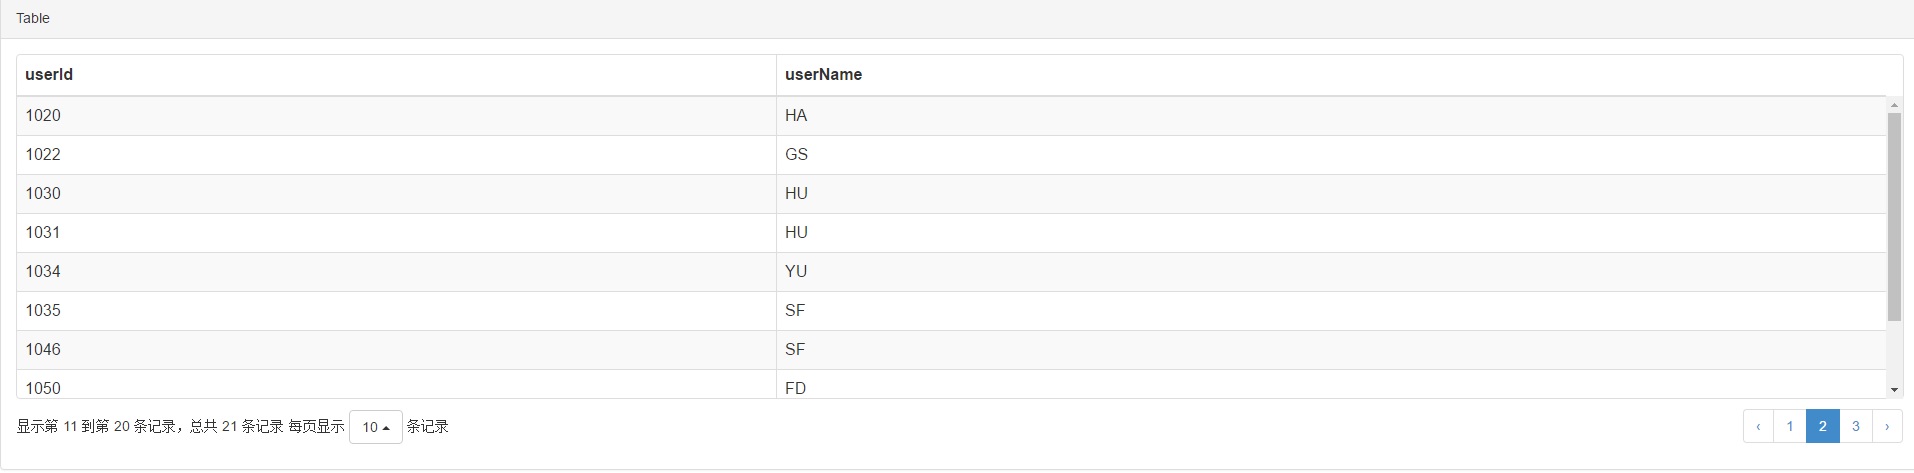 Table
userId userName
1020 HA
1022 GS
1030 HU
1031 HU
1034 YU
1035 SF
1046 SF
1050 FD
显示第 11 到第 20 条记录，总共 21 条记录 每页显示 10 条记录 ‹ 1 2 3 ›